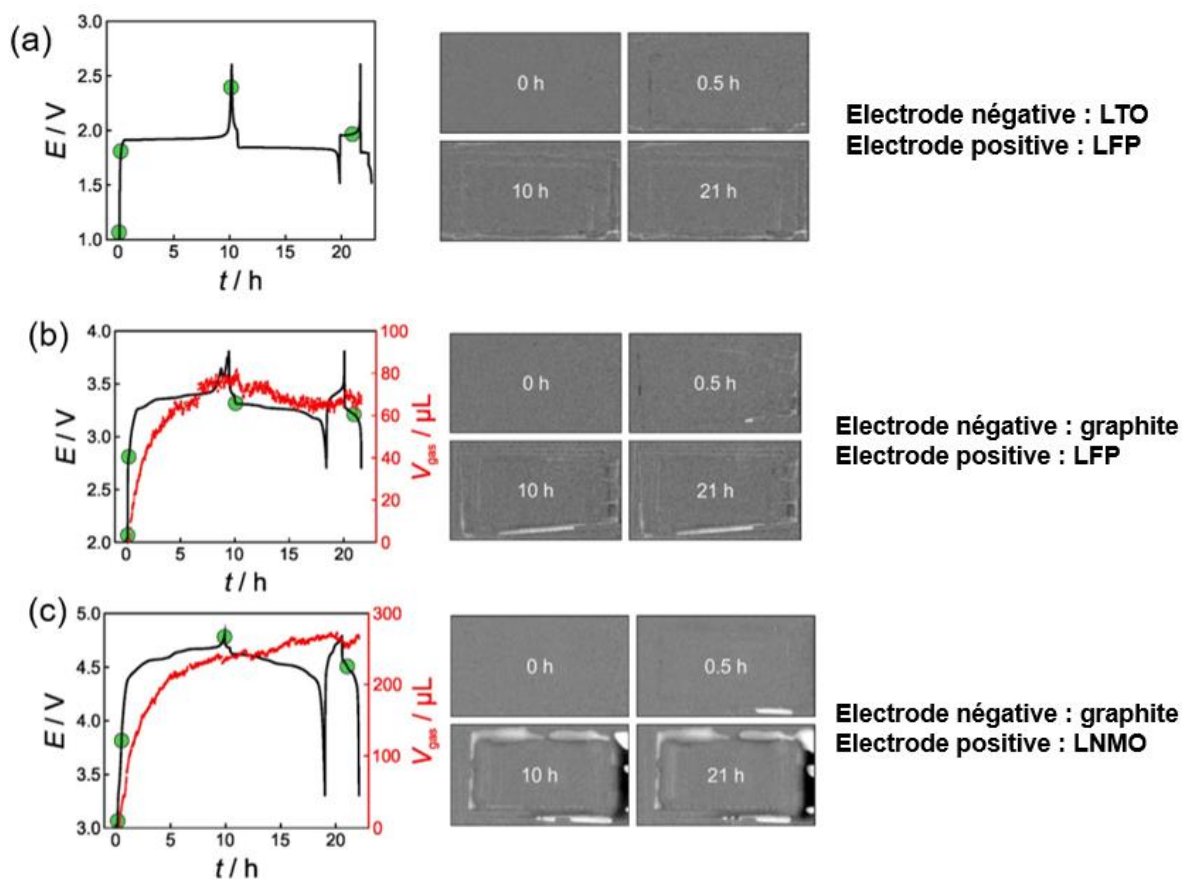 (a)
3.0
2.5
2.0
1.5
1.0
E / V
0 5 10 15 20
t / h
0 h
0.5 h
10 h
21 h
Electrode négative : LTO
Electrode positive : LFP
(b)
4.0
3.5
3.0
2.5
2.0
E / V
100
80
60
40
20
0
Vgas / µL
0 5 10 15 20
t / h
0 h
0.5 h
10 h
21 h
Electrode négative : graphite
Electrode positive : LFP
(c)
5.0
4.5
4.0
3.5
3.0
E / V
300
200
100
0
Vgas / µL
0 5 10 15 20
t / h
0 h
0.5 h
10 h
21 h
Electrode négative : graphite
Electrode positive : LNMO